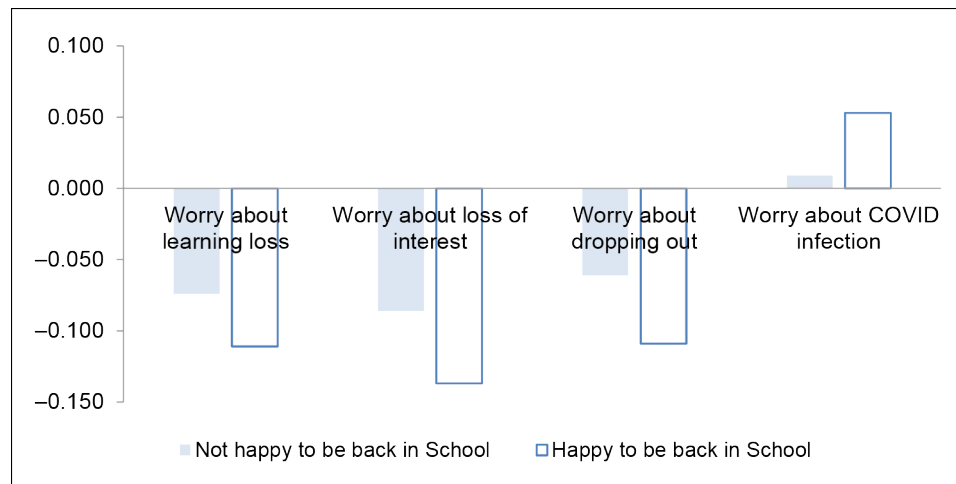 0.100
0.050
0.000
–0.050
–0.100
–0.150
Worry about
learning loss
Worry about loss of
interest
Worry about
dropping out
Worry about COVID
infection
Not happy to be back in School
Happy to be back in School